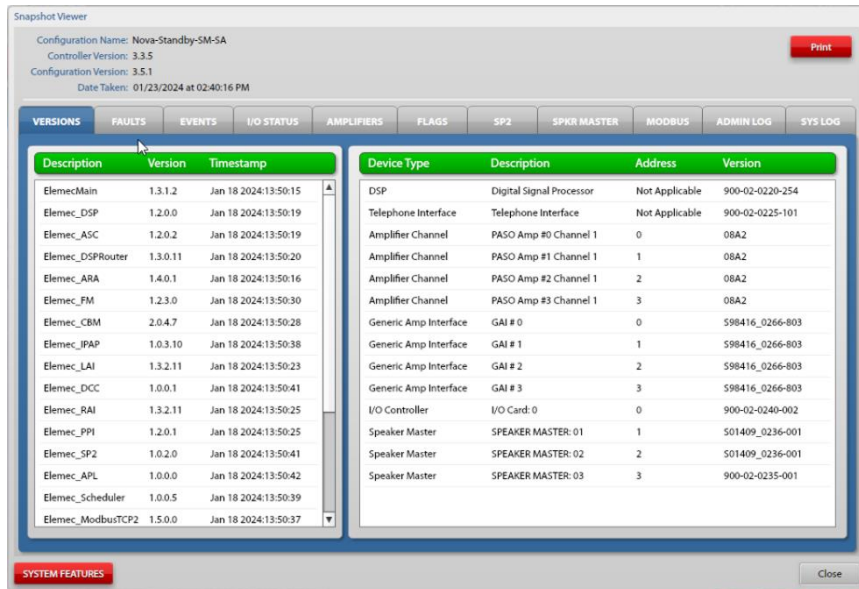 Snapshot Viewer
Configuration Name: Nova-Standby-SM-SA
Controller Version: 3.3.5
Configuration Version: 3.5.1
Date Taken: 01/23/2024 at 02:40:16 PM
Print
VERSIONS FAULTS EVENTS I/O STATUS AMPLIFIERS FLAGS SP2 SPKR MASTER MODBUS ADMIN LOG SYS LOG
Description Version Timestamp
ElemecMain 1.3.1.2 Jan 18 2024:13:50:15
Elemec_DSP 1.2.0.0 Jan 18 2024:13:50:19
Elemec_ASC 1.2.0.2 Jan 18 2024:13:50:19
Elemec_DSPRouter 1.3.0.11 Jan 18 2024:13:50:20
Elemec_ARA 1.4.0.1 Jan 18 2024:13:50:16
Elemec_FM 1.2.3.0 Jan 18 2024:13:50:30
Elemec_CBM 2.0.4.7 Jan 18 2024:13:50:28
Elemec_IPAP 1.0.3.10 Jan 18 2024:13:50:38
Elemec_LAI 1.3.2.11 Jan 18 2024:13:50:23
Elemec_DCC 1.0.0.1 Jan 18 2024:13:50:41
Elemec_RAI 1.3.2.11 Jan 18 2024:13:50:25
Elemec_PPI 1.2.0.1 Jan 18 2024:13:50:25
Elemec_SP2 1.0.2.0 Jan 18 2024:13:50:41
Elemec_APL 1.0.0.0 Jan 18 2024:13:50:42
Elemec_Scheduler 1.0.0.5 Jan 18 2024:13:50:39
Elemec_ModbusTCP2 1.5.0.0 Jan 18 2024:13:50:37
Device Type Description Address Version
DSP Digital Signal Processor Not Applicable 900-02-0220-254
Telephone Interface Telephone Interface Not Applicable 900-02-0225-101
Amplifier Channel PASO Amp #0 Channel 1 0 08A2
Amplifier Channel PASO Amp #1 Channel 1 1 08A2
Amplifier Channel PASO Amp #2 Channel 1 2 08A2
Amplifier Channel PASO Amp #3 Channel 1 3 08A2
Generic Amp Interface GAI # 0 0 S98416_0266-803
Generic Amp Interface GAI # 1 1 S98416_0266-803
Generic Amp Interface GAI # 2 2 S98416_0266-803
Generic Amp Interface GAI # 3 3 S98416_0266-803
I/O Controller I/O Card: 0 0 900-02-0240-002
Speaker Master SPEAKER MASTER: 01 1 S01409_0236-001
Speaker Master SPEAKER MASTER: 02 2 S01409_0236-001
Speaker Master SPEAKER MASTER: 03 3 900-02-0235-001
SYSTEM FEATURES
Close